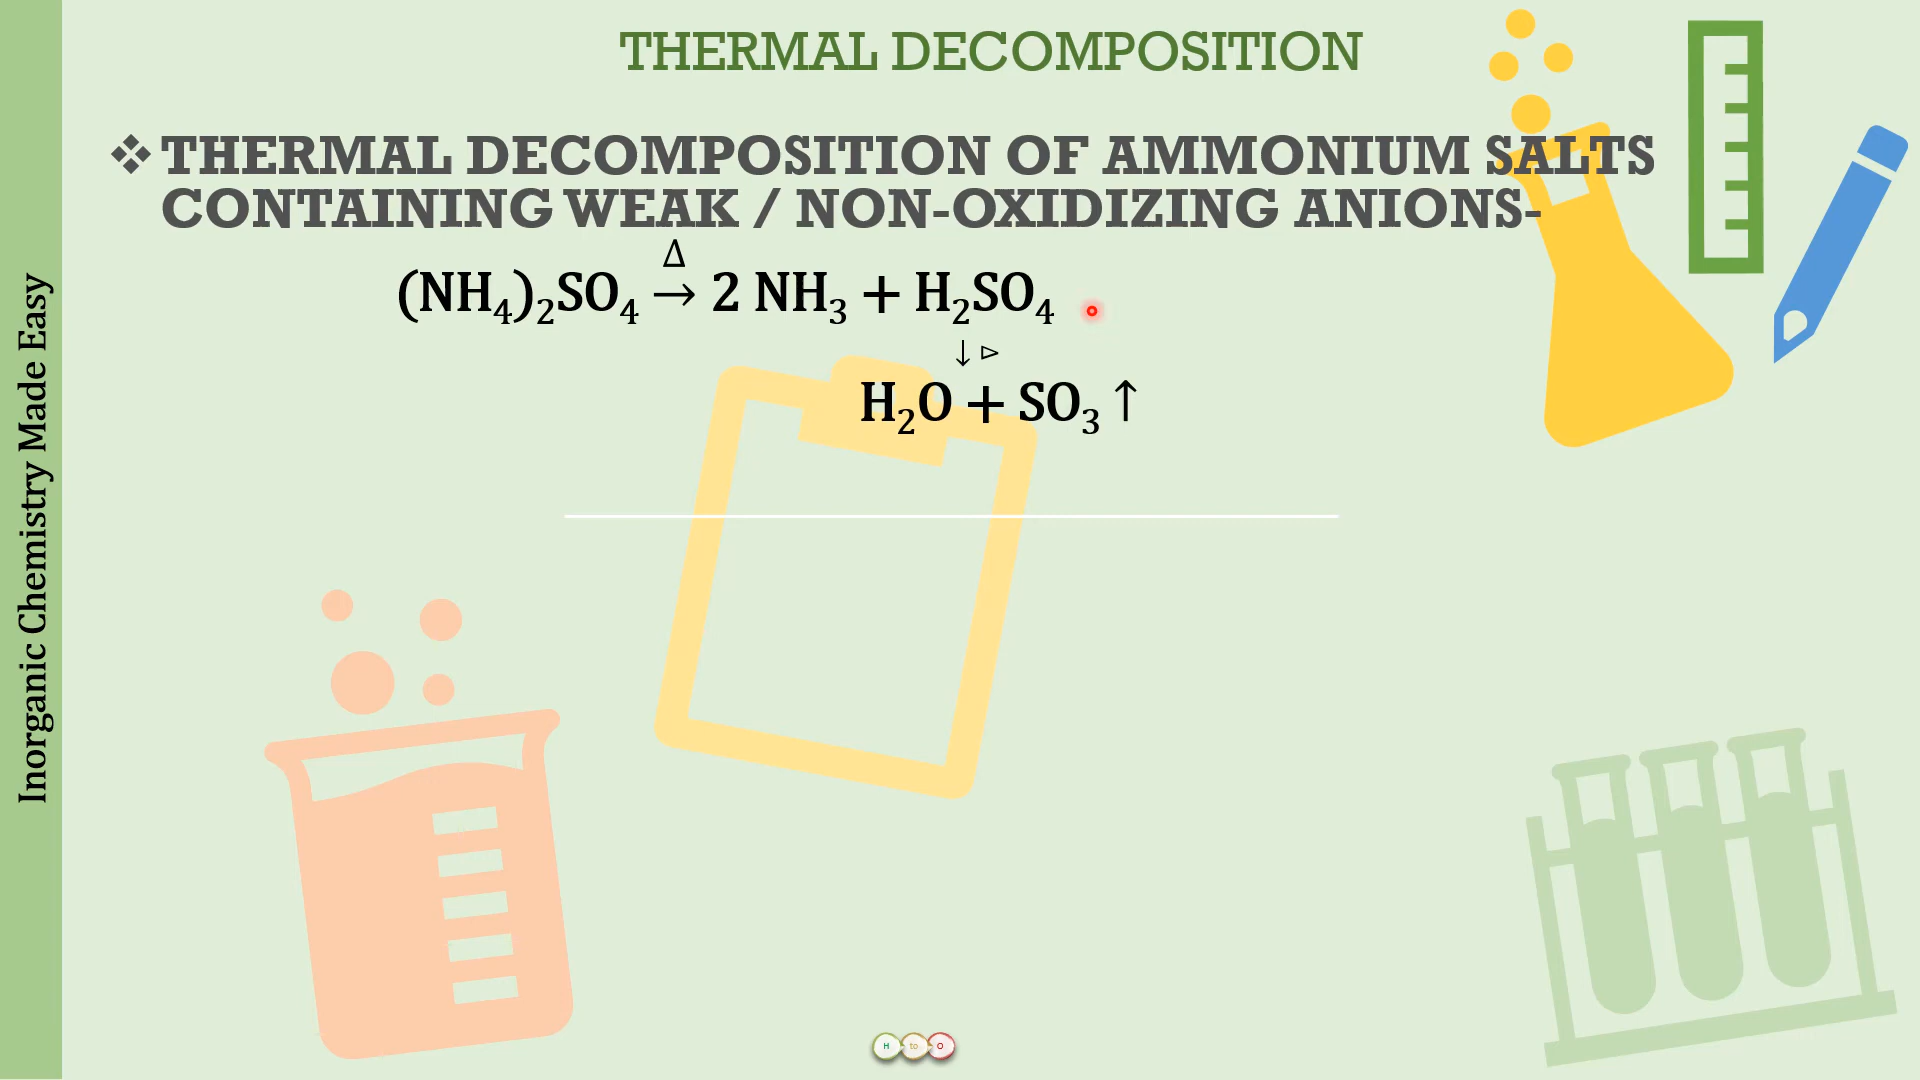 THERMAL DECOMPOSITION
❖ THERMAL DECOMPOSITION OF AMMONIUM SALTS
CONTAINING WEAK / NON-OXIDIZING ANIONS-
Δ
(NH₄)₂SO₄ → 2 NH₃ + H₂SO₄
↓ ⊳
H₂O + SO₃ ↑
Inorganic Chemistry Made Easy
H to O